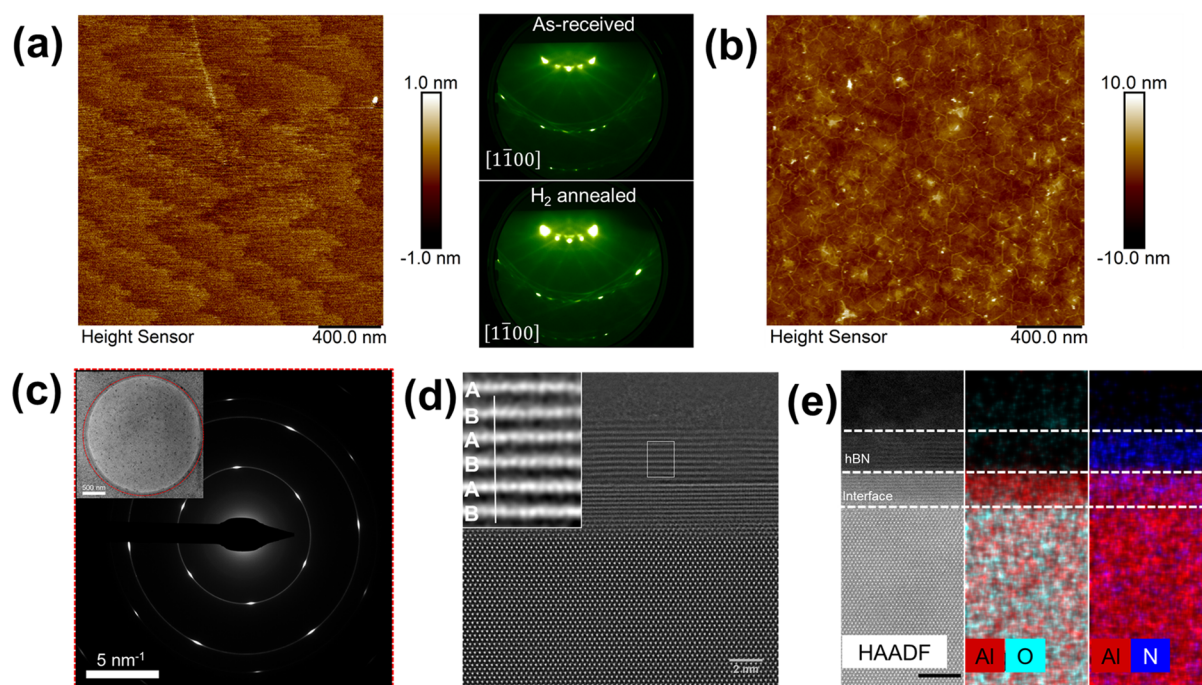 (a)
1.0 nm
-1.0 nm
Height Sensor
400.0 nm
As-received
[11̅00]
H₂ annealed
[11̅00]
(b)
10.0 nm
-10.0 nm
Height Sensor
400.0 nm
(c)
500 nm
5 nm⁻¹
(d)
A
B
A
B
A
B
2 nm
(e)
hBN
Interface
HAADF
Al O
Al N